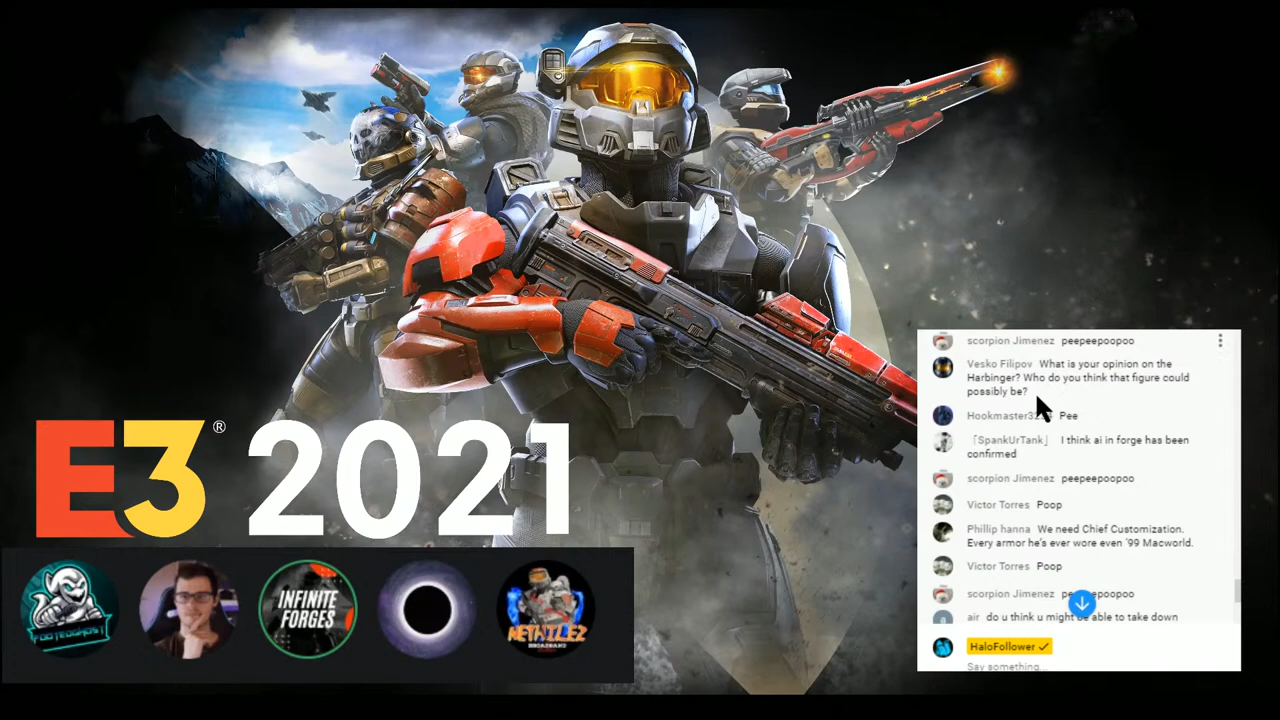 E3® 2021
FOOTEDGHOST
INFINITE
FORGES
NETHILEZ
scorpion Jimenez peepeepoopoo
Vesko Filipov What is your opinion on the
Harbinger? Who do you think that figure could
possibly be?
Pee
「SpankUrTank」 I think ai in forge has been
confirmed
scorpion Jimenez peepeepoopoo
Victor Torres Poop
Phillip hanna We need Chief Customization.
Every armor he's ever wore even '99 Macworld.
Victor Torres Poop
scorpion Jimenez
air do u think u might be able to take down
HaloFollower ✓
Say something...